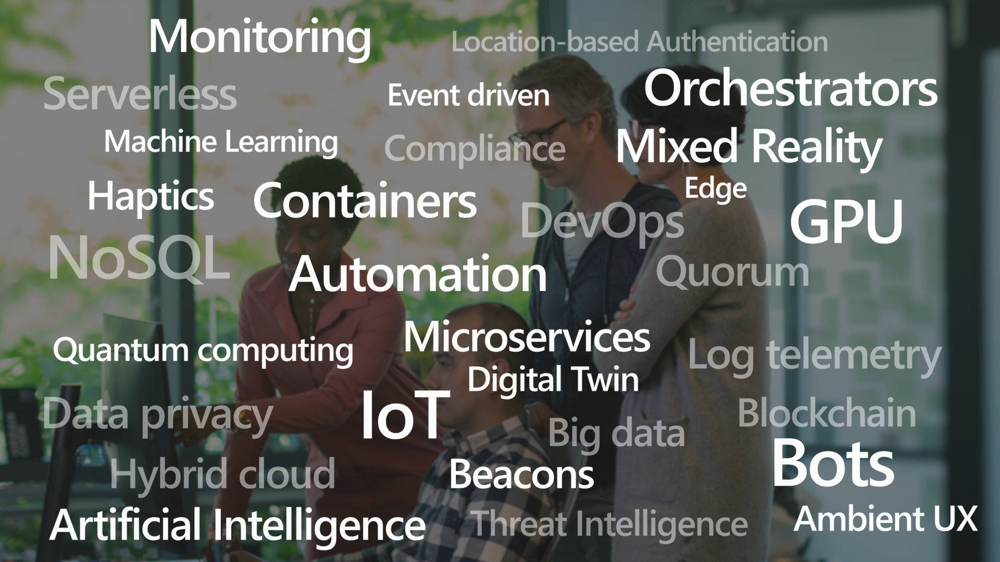 Monitoring
Location-based Authentication
Serverless
Event driven
Orchestrators
Machine Learning
Compliance
Mixed Reality
Haptics
Containers
Edge
DevOps
GPU
NoSQL
Automation
Quorum
Quantum computing
Microservices
Log telemetry
Digital Twin
Data privacy
IoT
Big data
Blockchain
Hybrid cloud
Beacons
Bots
Artificial Intelligence
Threat Intelligence
Ambient UX